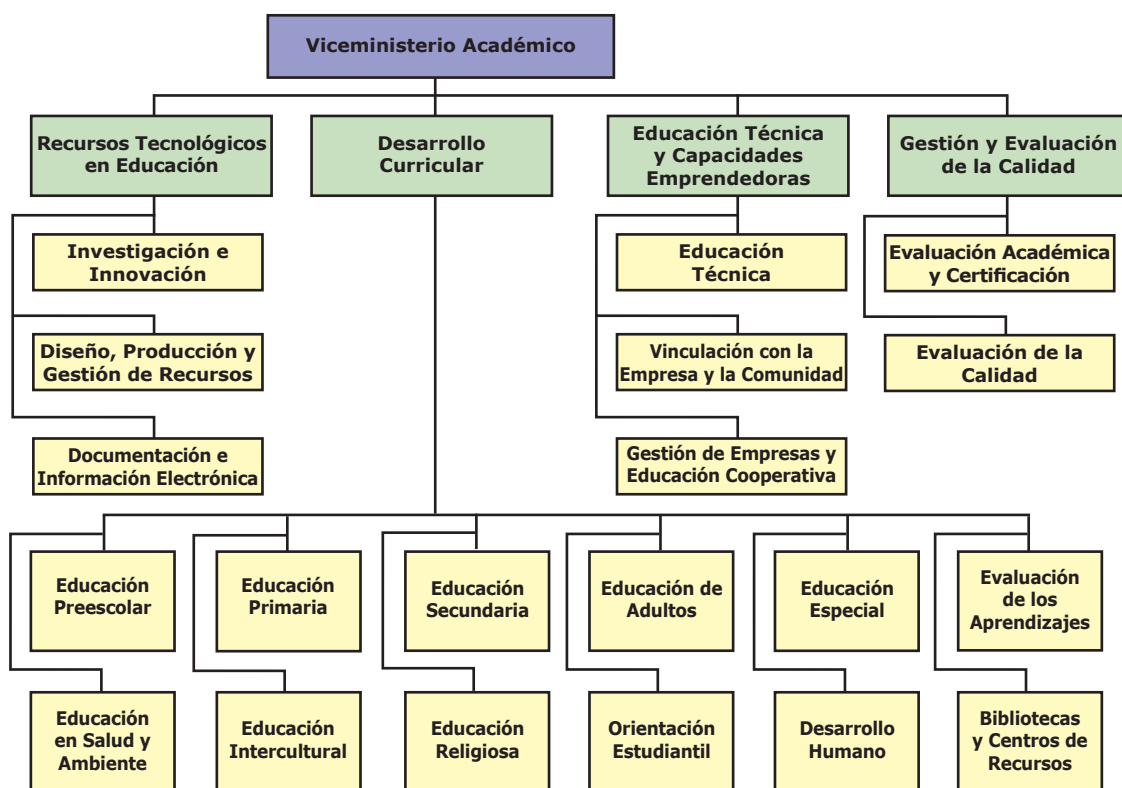 Viceministerio Académico
Recursos Tecnológicos
en Educación
Desarrollo
Curricular
Educación Técnica
y Capacidades
Emprendedoras
Gestión y Evaluación
de la Calidad
Investigación e
Innovación
Educación
Técnica
Evaluación Académica
y Certificación
Diseño, Producción y
Gestión de Recursos
Vinculación con la
Empresa y la Comunidad
Evaluación de la
Calidad
Documentación e
Información Electrónica
Gestión de Empresas y
Educación Cooperativa
Educación
Preescolar
Educación
Primaria
Educación
Secundaria
Educación de
Adultos
Educación
Especial
Evaluación
de los
Aprendizajes
Educación
en Salud y
Ambiente
Educación
Intercultural
Educación
Religiosa
Orientación
Estudiantil
Desarrollo
Humano
Bibliotecas
y Centros de
Recursos